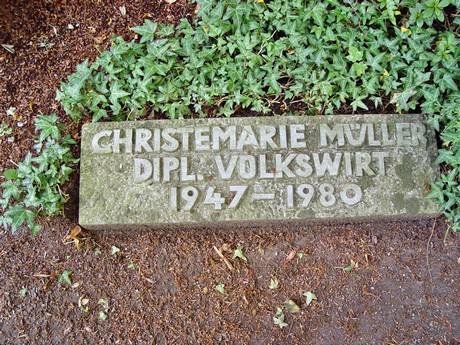 CHRISTEMARIE MÜLLER
DIPL. VOLKSWIRT
1947-1980